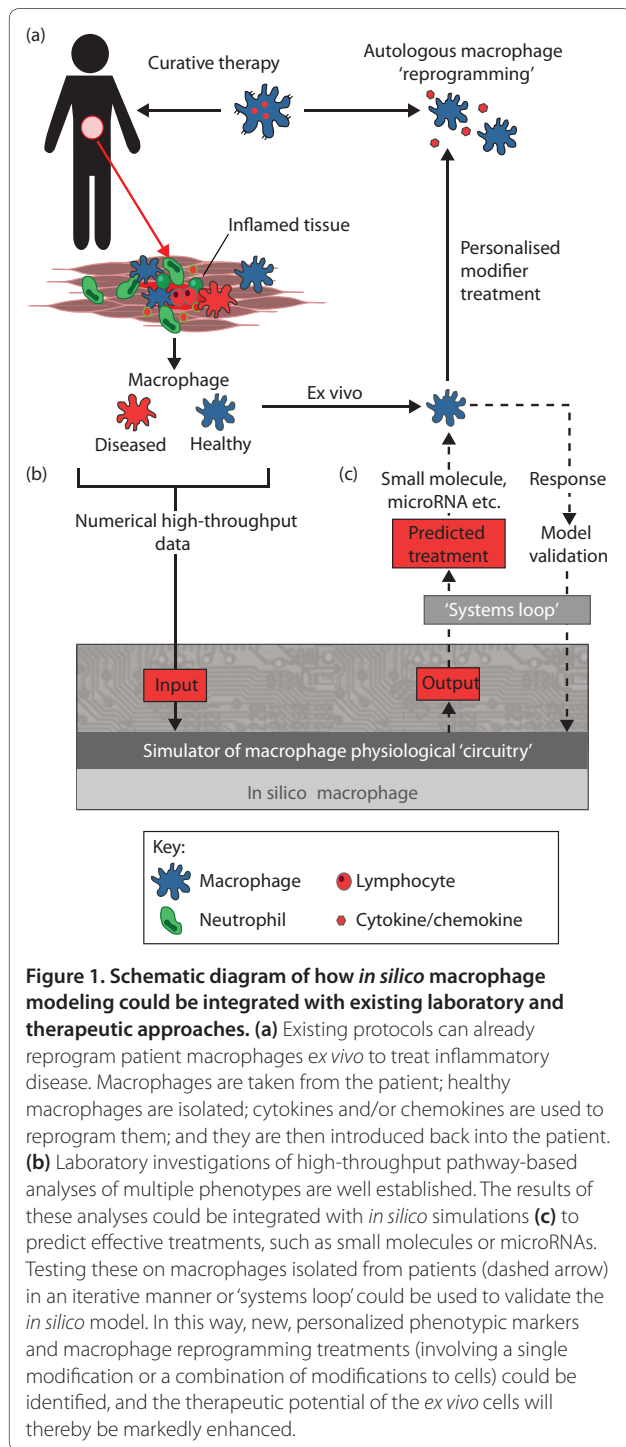 (a)
Curative therapy
Autologous macrophage
‘reprogramming’
Inflamed tissue
Personalised
modifier
treatment
Macrophage
Diseased
Healthy
Ex vivo
(b)
Numerical high-throughput
data
(c)
Small molecule,
microRNA etc.
Response
Predicted
treatment
Model
validation
‘Systems loop’
Input
Output
Simulator of macrophage physiological ‘circuitry’
In silico macrophage
Key:
Macrophage
Lymphocyte
Neutrophil
Cytokine/chemokine
Figure 1. Schematic diagram of how in silico macrophage
modeling could be integrated with existing laboratory and
therapeutic approaches. (a) Existing protocols can already
reprogram patient macrophages ex vivo to treat inflammatory
disease. Macrophages are taken from the patient; healthy
macrophages are isolated; cytokines and/or chemokines are used to
reprogram them; and they are then introduced back into the patient.
(b) Laboratory investigations of high-throughput pathway-based
analyses of multiple phenotypes are well established. The results of
these analyses could be integrated with in silico simulations (c) to
predict effective treatments, such as small molecules or microRNAs.
Testing these on macrophages isolated from patients (dashed arrow)
in an iterative manner or ‘systems loop’ could be used to validate the
in silico model. In this way, new, personalized phenotypic markers
and macrophage reprogramming treatments (involving a single
modification or a combination of modifications to cells) could be
identified, and the therapeutic potential of the ex vivo cells will
thereby be markedly enhanced.